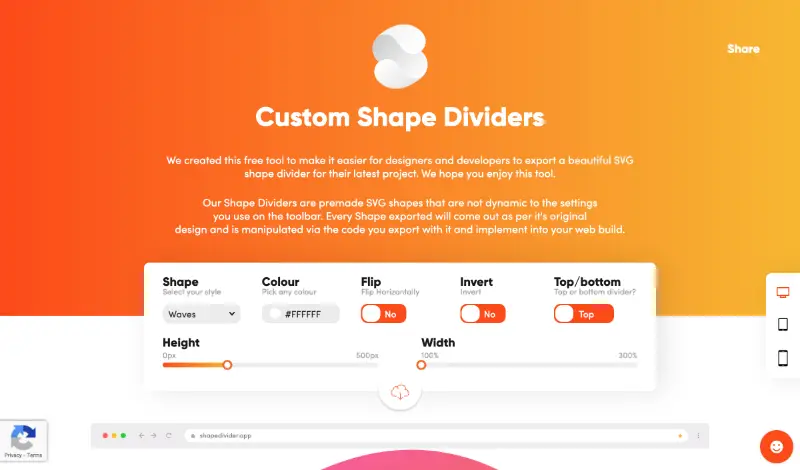 Share
Custom Shape Dividers
We created this free tool to make it easier for designers and developers to export a beautiful SVG
shape divider for their latest project. We hope you enjoy this tool.
Our Shape Dividers are premade SVG shapes that are not dynamic to the settings
you use on the toolbar. Every Shape exported will come out as per it's original
design and is manipulated via the code you export with it and implement into your web build.
Shape Colour Flip Invert Top/bottom
Select your style Pick any colour Flip Horizontally Invert Top or bottom divider?
Waves #FFFFFF No No Top
Height Width
0px 500px 100% 300%
shapedivider.app
Privacy - Terms